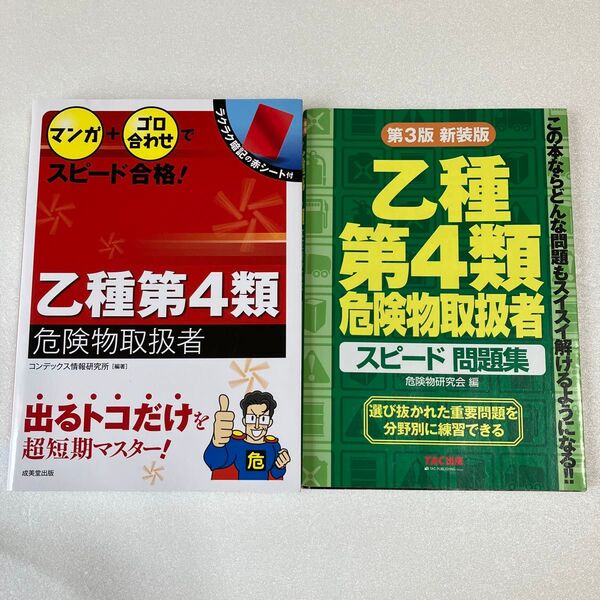 マンガ+ゴロ合わせで
スピード合格!
ラクラク暗記の赤シート付
乙種第4類
危険物取扱者
コンデックス情報研究所[編著]
出るトコだけを
超短期マスター!
危
成美堂出版
第3版 新装版
乙種
第4類
危険物取扱者
スピード 問題集
危険物研究会 編
選び抜かれた重要問題を
分野別に練習できる
TAC出版
TAC PUBLISHING
この本ならどんな問題もスイスイ解けるようになる!!